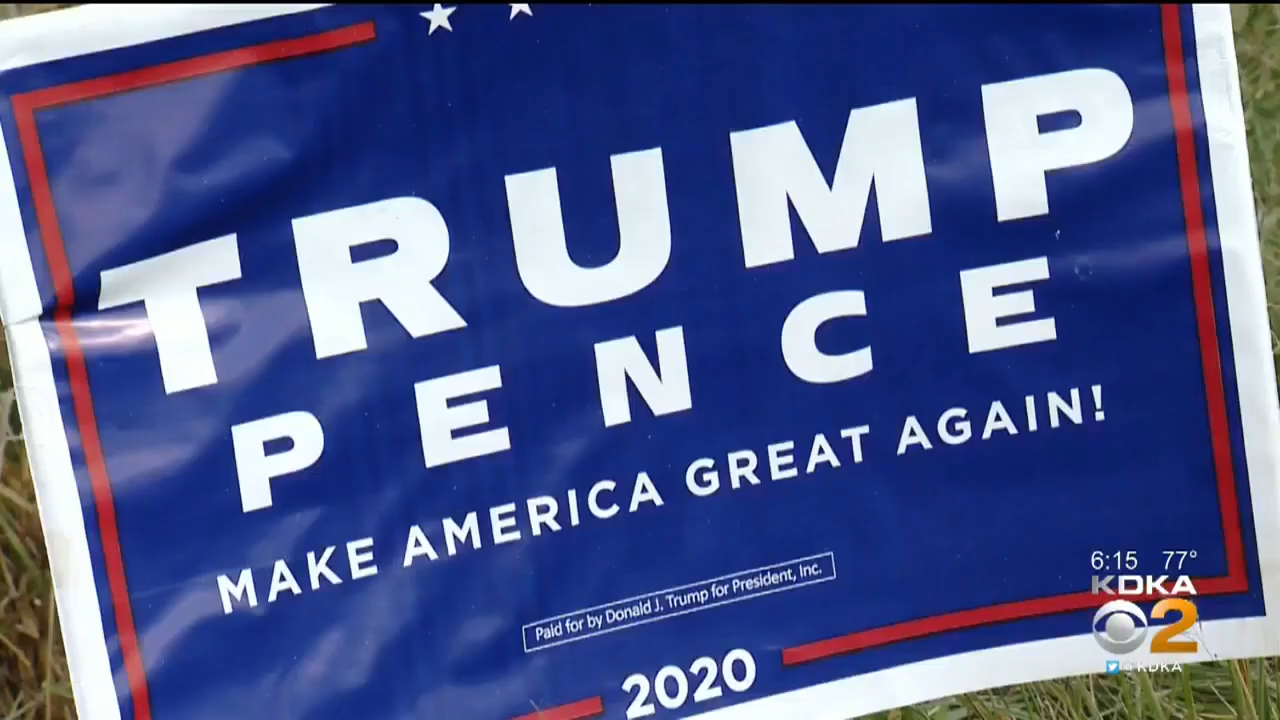 TRUMP
PENCE
MAKE AMERICA GREAT AGAIN!
Paid for by Donald J. Trump for President, Inc.
2020
6:15 77°
KDKA
2
@KDKA